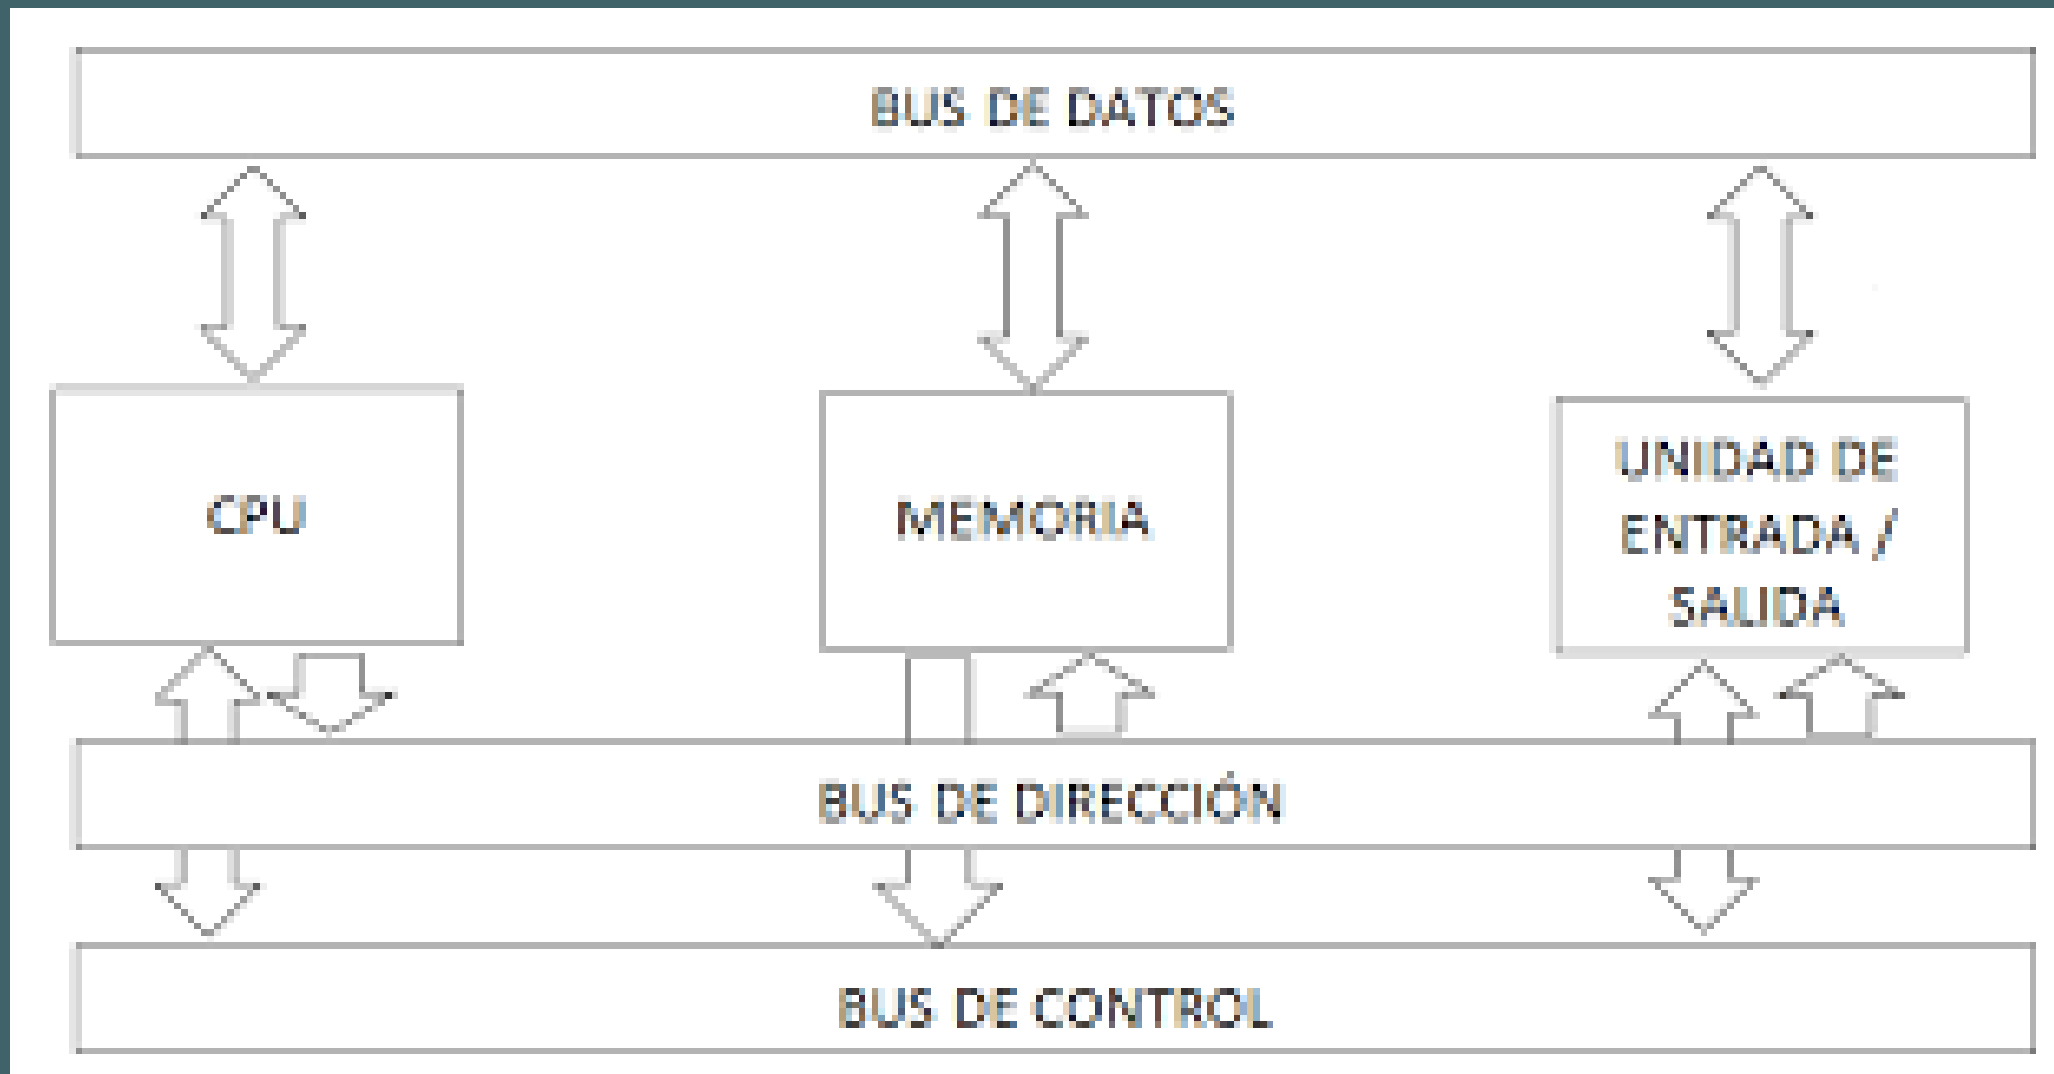 BUS DE DATOS
CPU
MEMORIA
UNIDAD DE
ENTRADA /
SALIDA
BUS DE DIRECCIÓN
BUS DE CONTROL